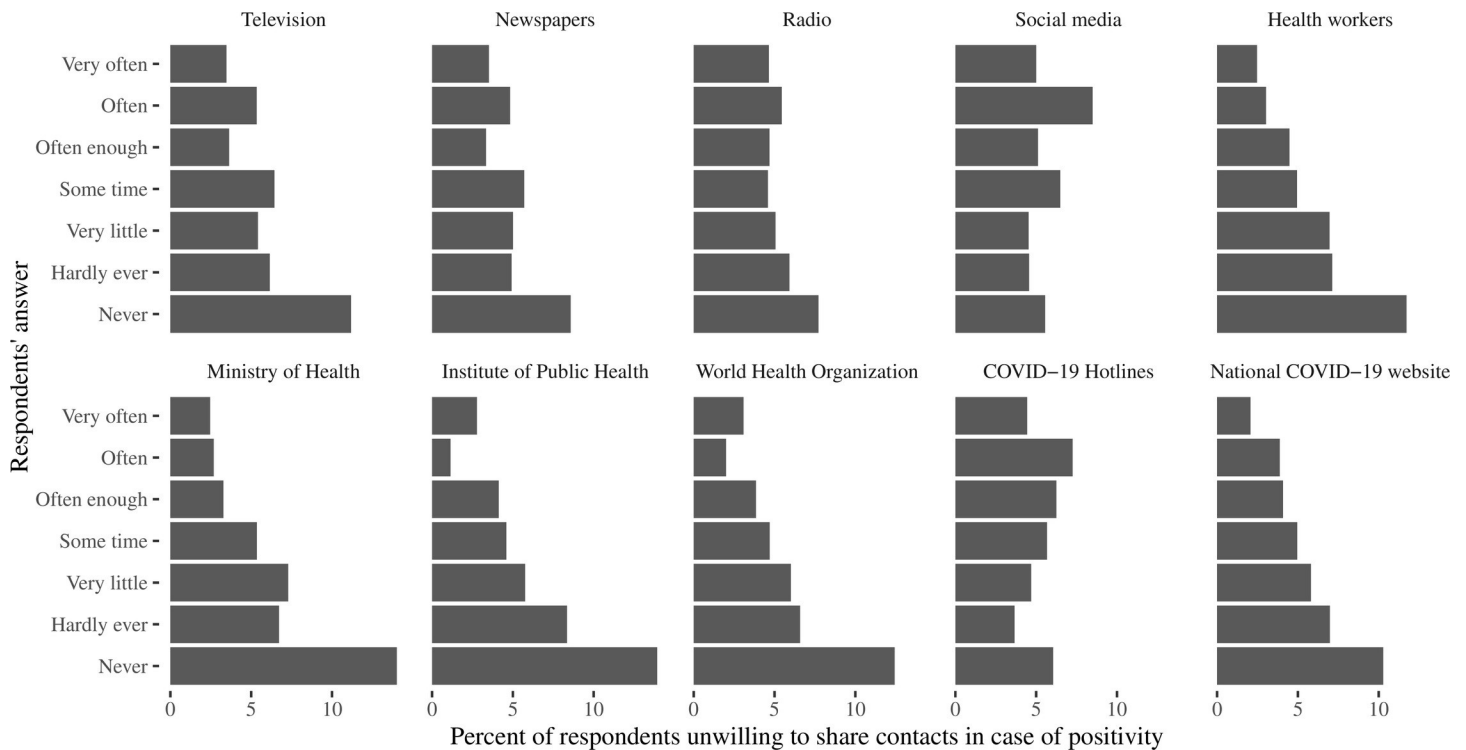 Television Newspapers Radio Social media Health workers
Very often
Often
Often enough
Some time
Very little
Hardly ever
Never
Respondents' answer
Ministry of Health Institute of Public Health World Health Organization COVID−19 Hotlines National COVID−19 website
Very often
Often
Often enough
Some time
Very little
Hardly ever
Never
0 5 10 0 5 10 0 5 10 0 5 10 0 5 10
Percent of respondents unwilling to share contacts in case of positivity